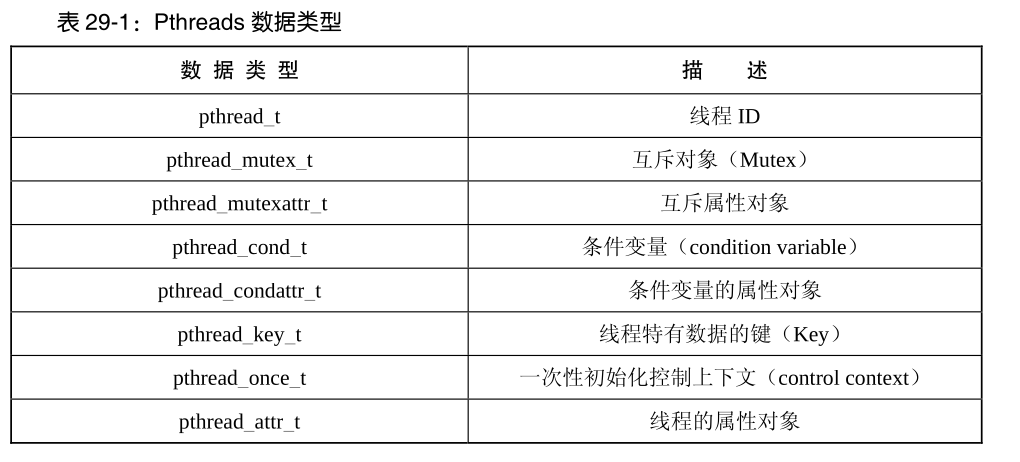 表 29-1：Pthreads 数据类型
数 据 类 型 描 述
pthread_t 线程 ID
pthread_mutex_t 互斥对象（Mutex）
pthread_mutexattr_t 互斥属性对象
pthread_cond_t 条件变量（condition variable）
pthread_condattr_t 条件变量的属性对象
pthread_key_t 线程特有数据的键（Key）
pthread_once_t 一次性初始化控制上下文（control context）
pthread_attr_t 线程的属性对象